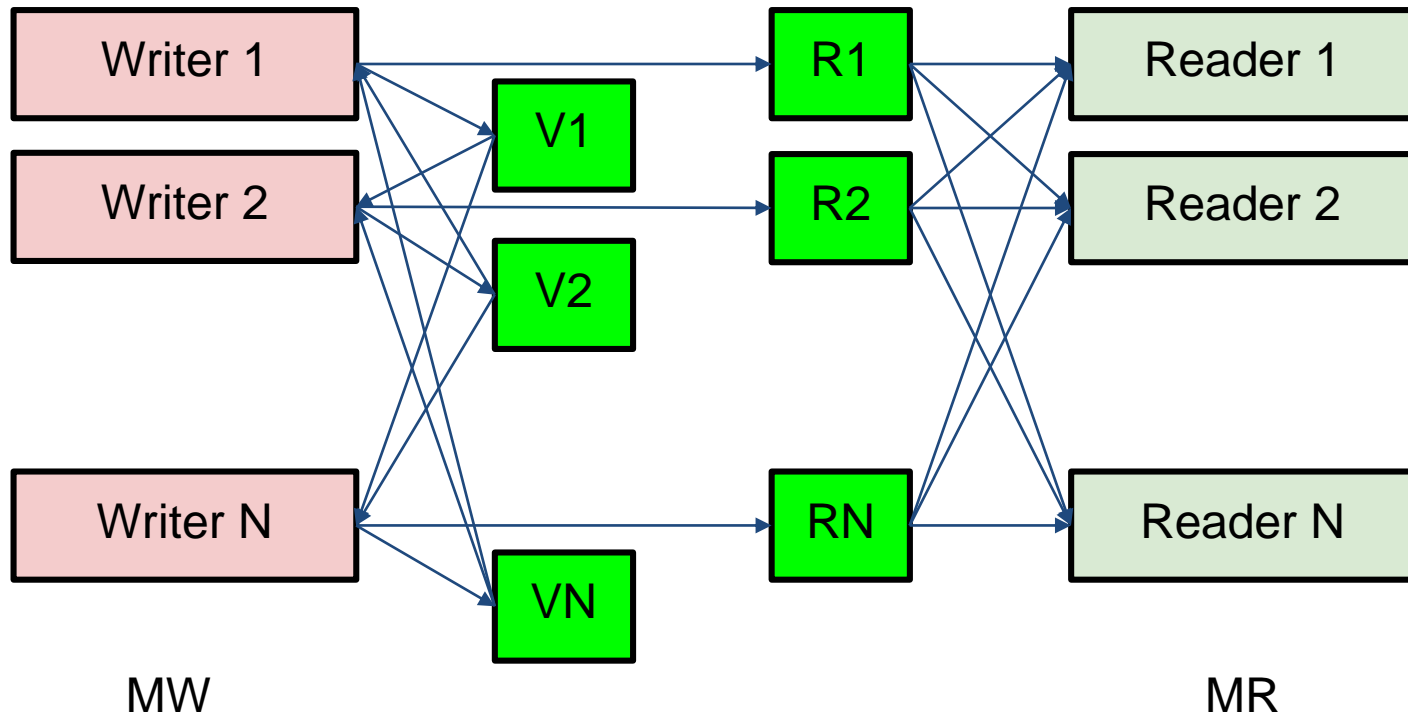 Writer 1
R1
Reader 1
V1
Writer 2
R2
Reader 2
V2
Writer N
RN
Reader N
VN
MW
MR